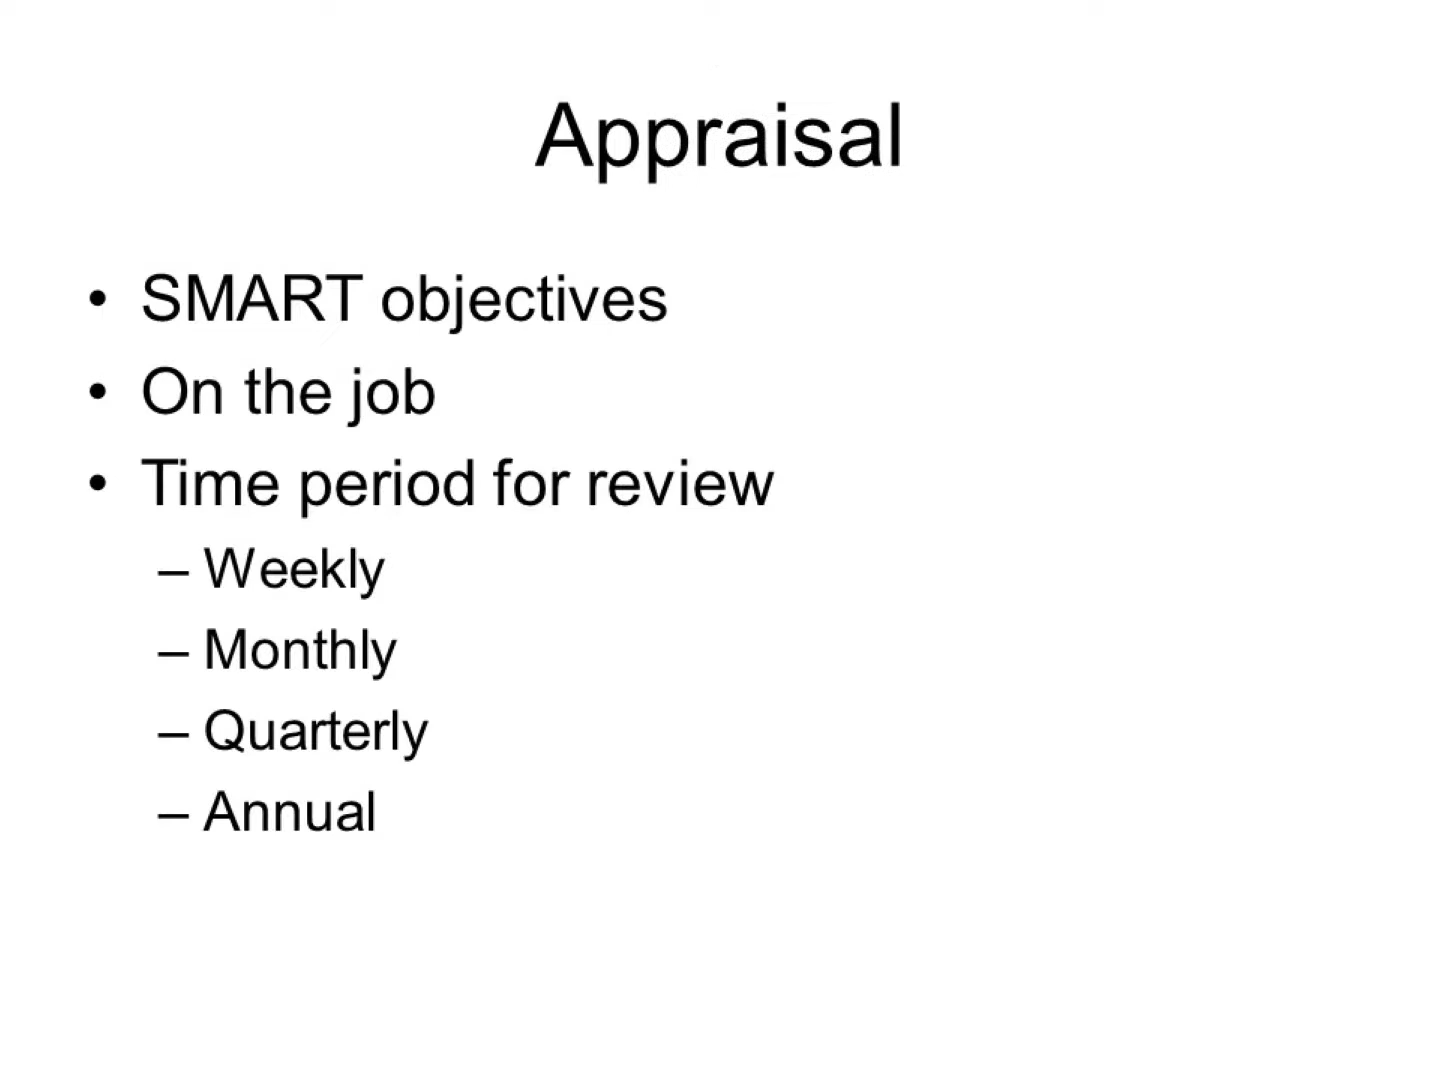 Appraisal
• SMART objectives
• On the job
• Time period for review
– Weekly
– Monthly
– Quarterly
– Annual